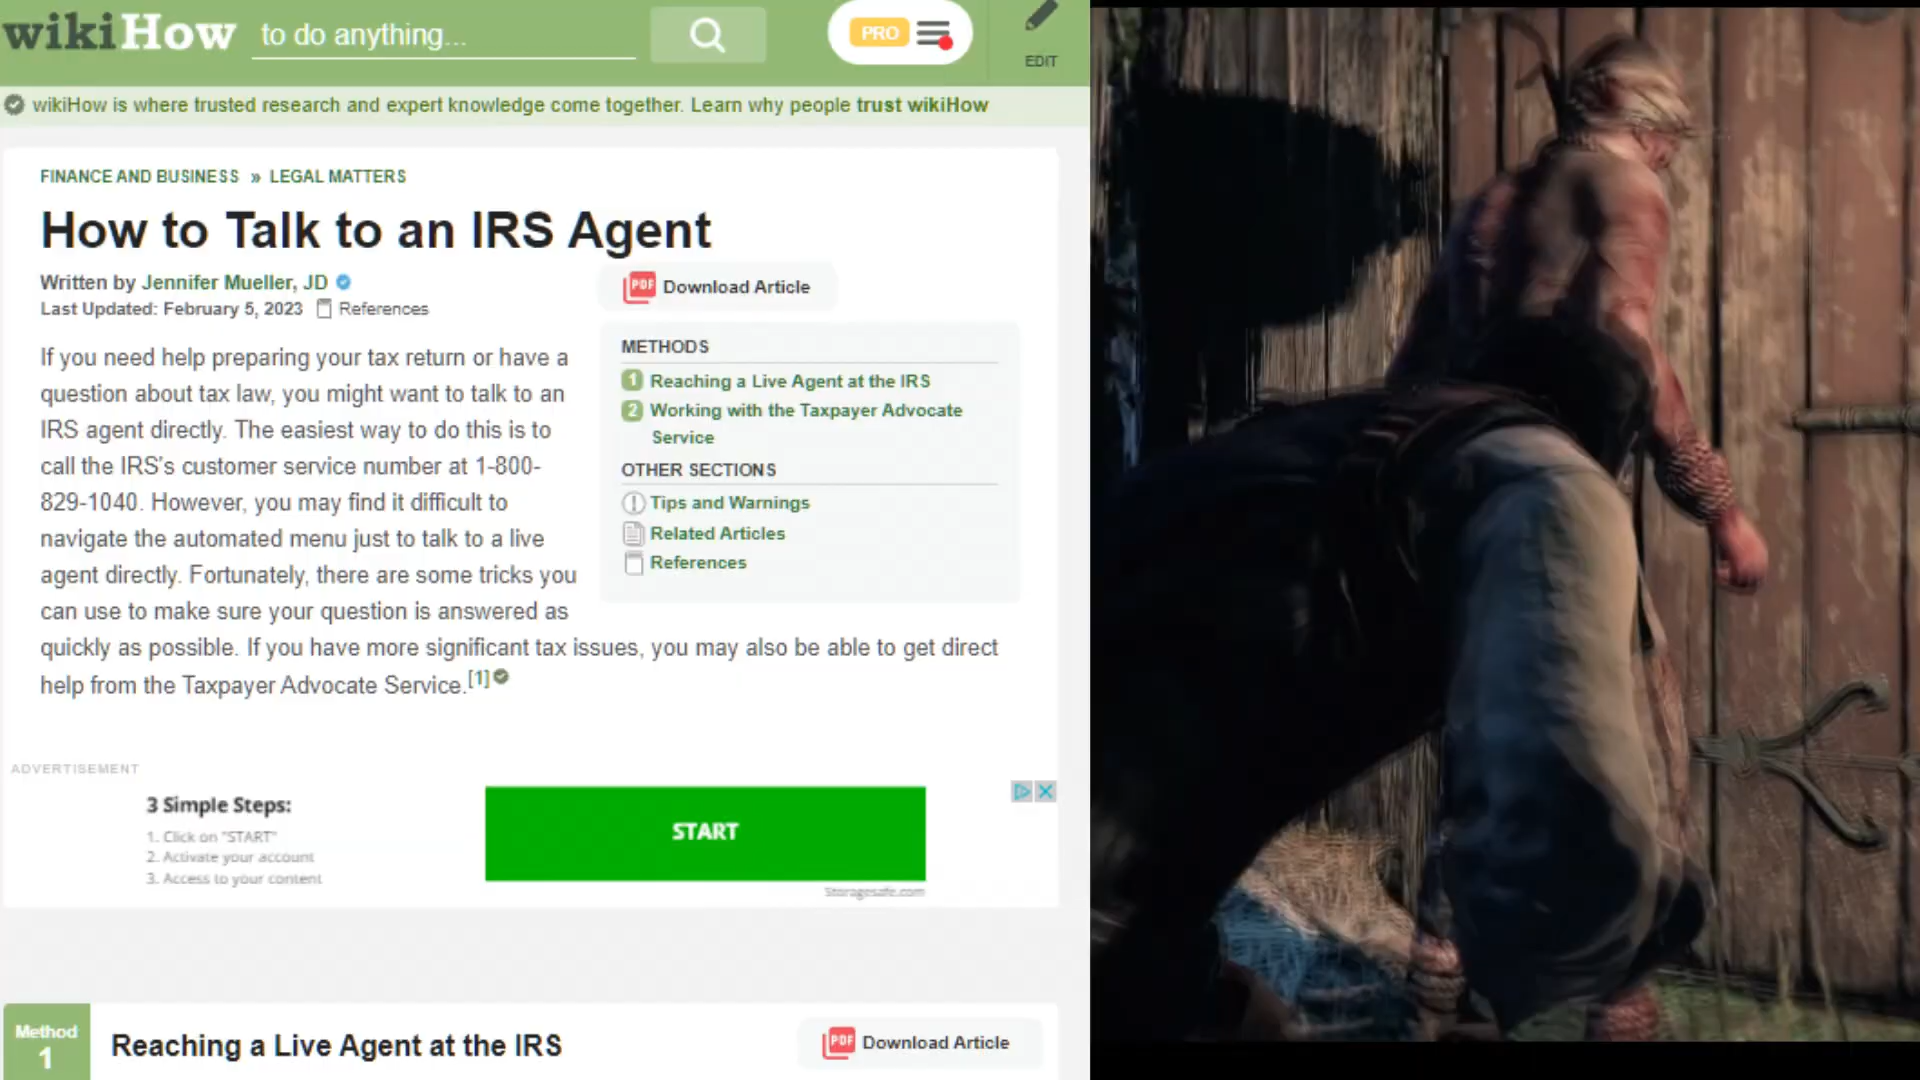 wikiHow to do anything...
PRO
EDIT
wikiHow is where trusted research and expert knowledge come together. Learn why people trust wikiHow
FINANCE AND BUSINESS » LEGAL MATTERS
How to Talk to an IRS Agent
Written by Jennifer Mueller, JD
Last Updated: February 5, 2023 References
PDF Download Article
If you need help preparing your tax return or have a
question about tax law, you might want to talk to an
IRS agent directly. The easiest way to do this is to
call the IRS's customer service number at 1-800-
829-1040. However, you may find it difficult to
navigate the automated menu just to talk to a live
agent directly. Fortunately, there are some tricks you
can use to make sure your question is answered as
quickly as possible. If you have more significant tax issues, you may also be able to get direct
help from the Taxpayer Advocate Service.[1]
METHODS
1 Reaching a Live Agent at the IRS
2 Working with the Taxpayer Advocate
Service
OTHER SECTIONS
Tips and Warnings
Related Articles
References
ADVERTISEMENT
3 Simple Steps:
1. Click on "START"
2. Activate your account
3. Access to your content
START
Storagesafe.com
Method
1
Reaching a Live Agent at the IRS
PDF Download Article